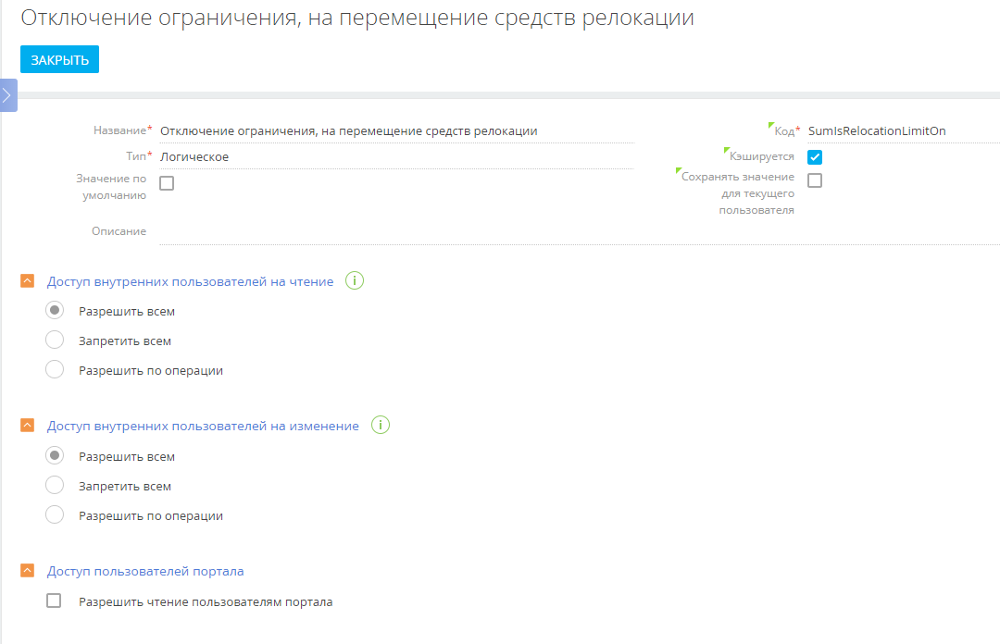 Отключение ограничения, на перемещение средств релокации
ЗАКРЫТЬ
Название* Отключение ограничения, на перемещение средств релокации
Код* SumIsRelocationLimitOn
Тип* Логическое
Кэшируется
Значение по
умолчанию
Сохранять значение
для текущего
пользователя
Описание
Доступ внутренних пользователей на чтение i
Разрешить всем
Запретить всем
Разрешить по операции
Доступ внутренних пользователей на изменение i
Разрешить всем
Запретить всем
Разрешить по операции
Доступ пользователей портала
Разрешить чтение пользователям портала